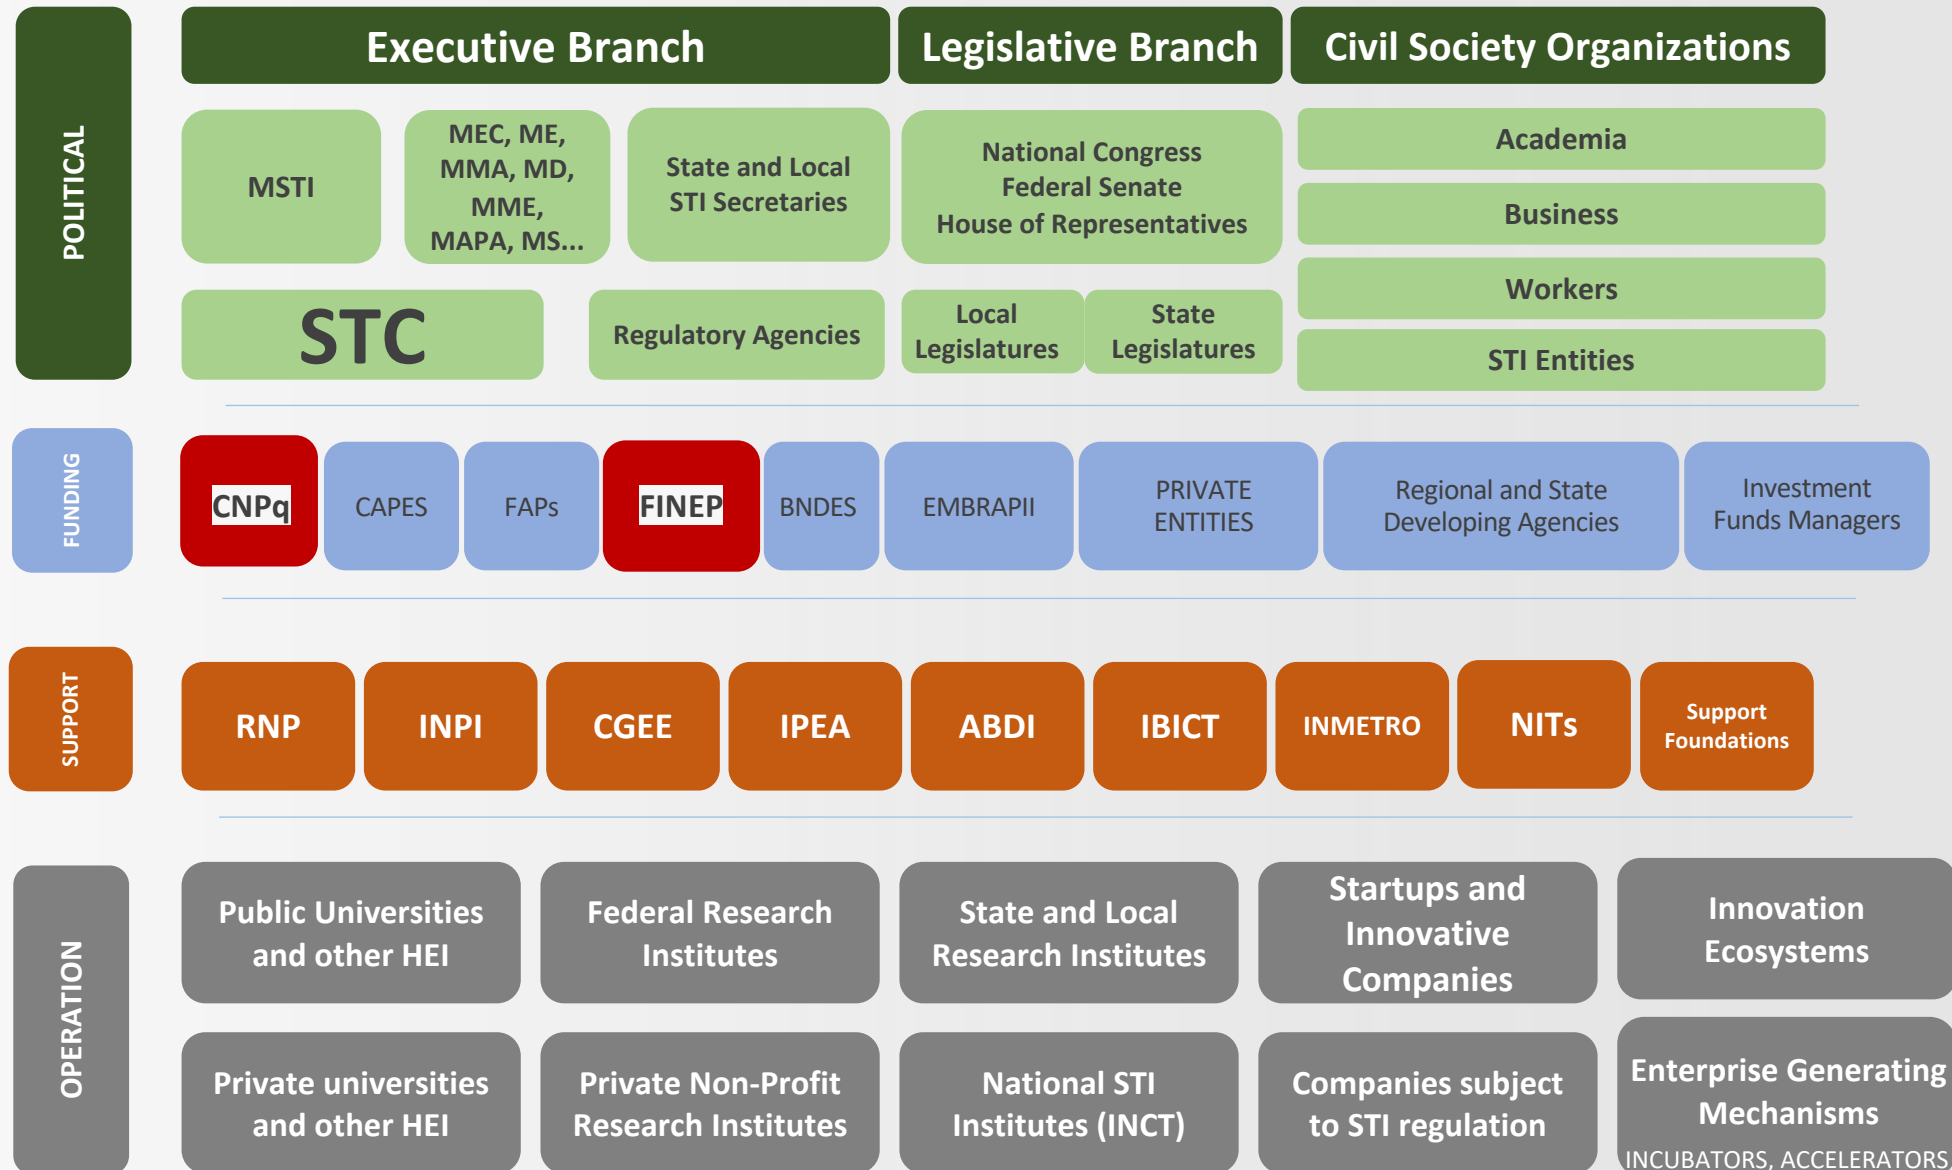 POLITICAL
Executive Branch
Legislative Branch
Civil Society Organizations
MSTI
MEC, ME,
MMA, MD,
MME,
MAPA, MS...
State and Local
STI Secretaries
National Congress
Federal Senate
House of Representatives
Academia
Business
Workers
STI Entities
STC
Regulatory Agencies
Local
Legislatures
State
Legislatures
FUNDING
CNPq
CAPES
FAPs
FINEP
BNDES
EMBRAPII
PRIVATE
ENTITIES
Regional and State
Developing Agencies
Investment
Funds Managers
SUPPORT
RNP
INPI
CGEE
IPEA
ABDI
IBICT
INMETRO
NITs
Support
Foundations
OPERATION
Public Universities
and other HEI
Federal Research
Institutes
State and Local
Research Institutes
Startups and
Innovative
Companies
Innovation
Ecosystems
Private universities
and other HEI
Private Non-Profit
Research Institutes
National STI
Institutes (INCT)
Companies subject
to STI regulation
Enterprise Generating
Mechanisms
INCUBATORS, ACCELERATORS